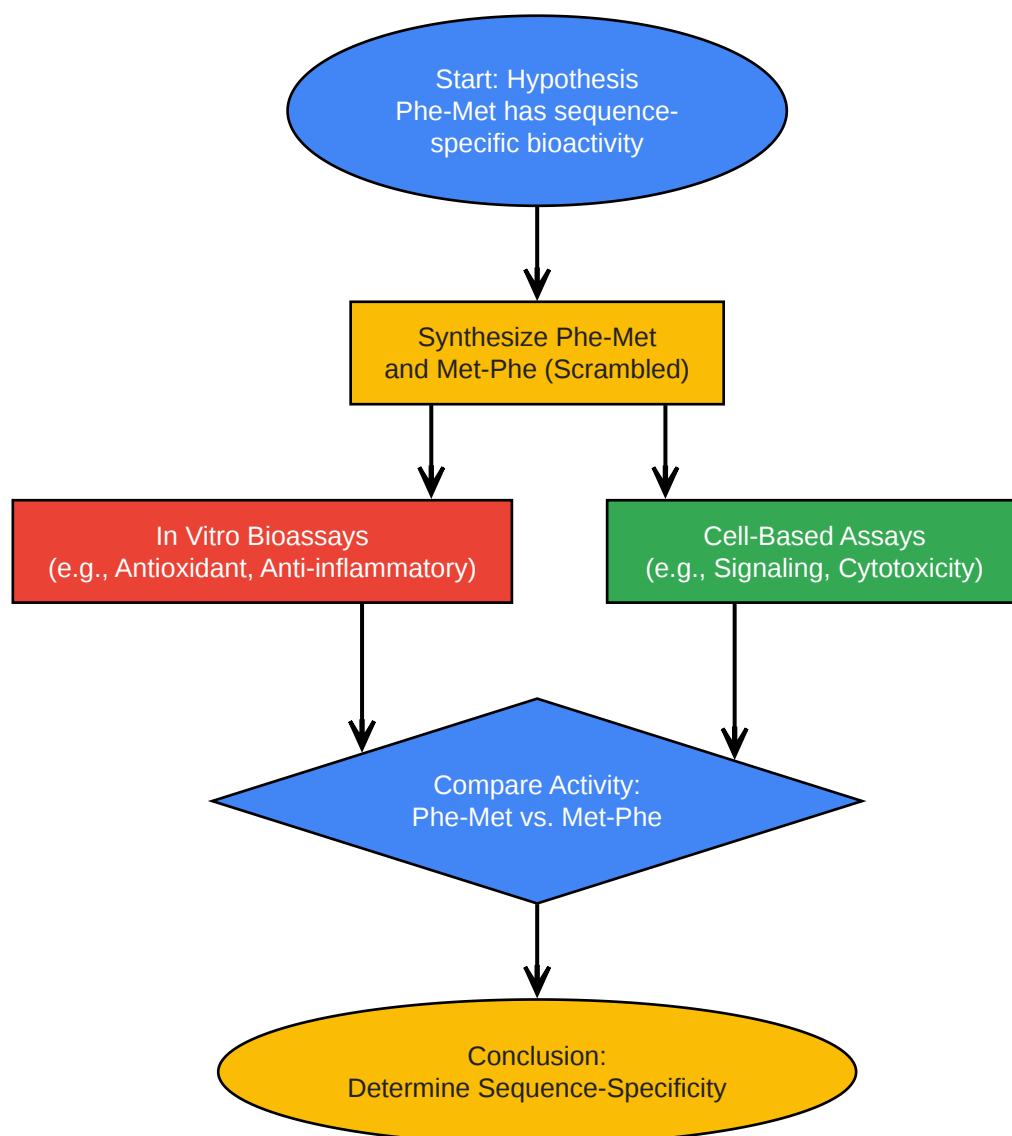 Start: Hypothesis
Phe-Met has sequence-
specific bioactivity
Synthesize Phe-Met
and Met-Phe (Scrambled)
In Vitro Bioassays
(e.g., Antioxidant, Anti-inflammatory)
Cell-Based Assays
(e.g., Signaling, Cytotoxicity)
Compare Activity:
Phe-Met vs. Met-Phe
Conclusion:
Determine Sequence-Specificity